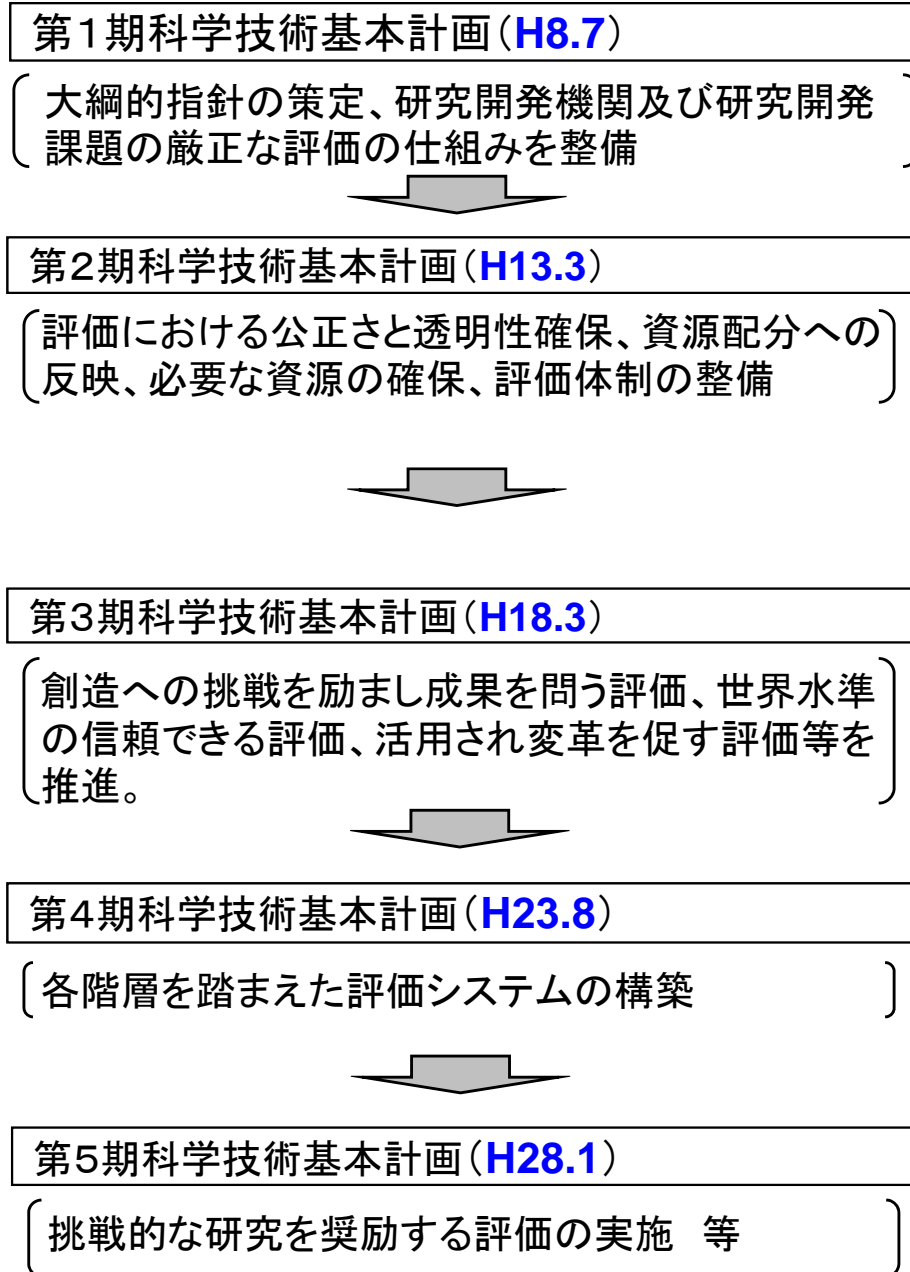 第１期科学技術基本計画（H8.7）
大綱的指針の策定、研究開発機関及び研究開発
課題の厳正な評価の仕組みを整備
第２期科学技術基本計画（H13.3）
評価における公正さと透明性確保、資源配分への
反映、必要な資源の確保、評価体制の整備
第３期科学技術基本計画（H18.3）
創造への挑戦を励まし成果を問う評価、世界水準
の信頼できる評価、活用され変革を促す評価等を
推進。
第４期科学技術基本計画（H23.8）
各階層を踏まえた評価システムの構築
第５期科学技術基本計画（H28.1）
挑戦的な研究を奨励する評価の実施　等